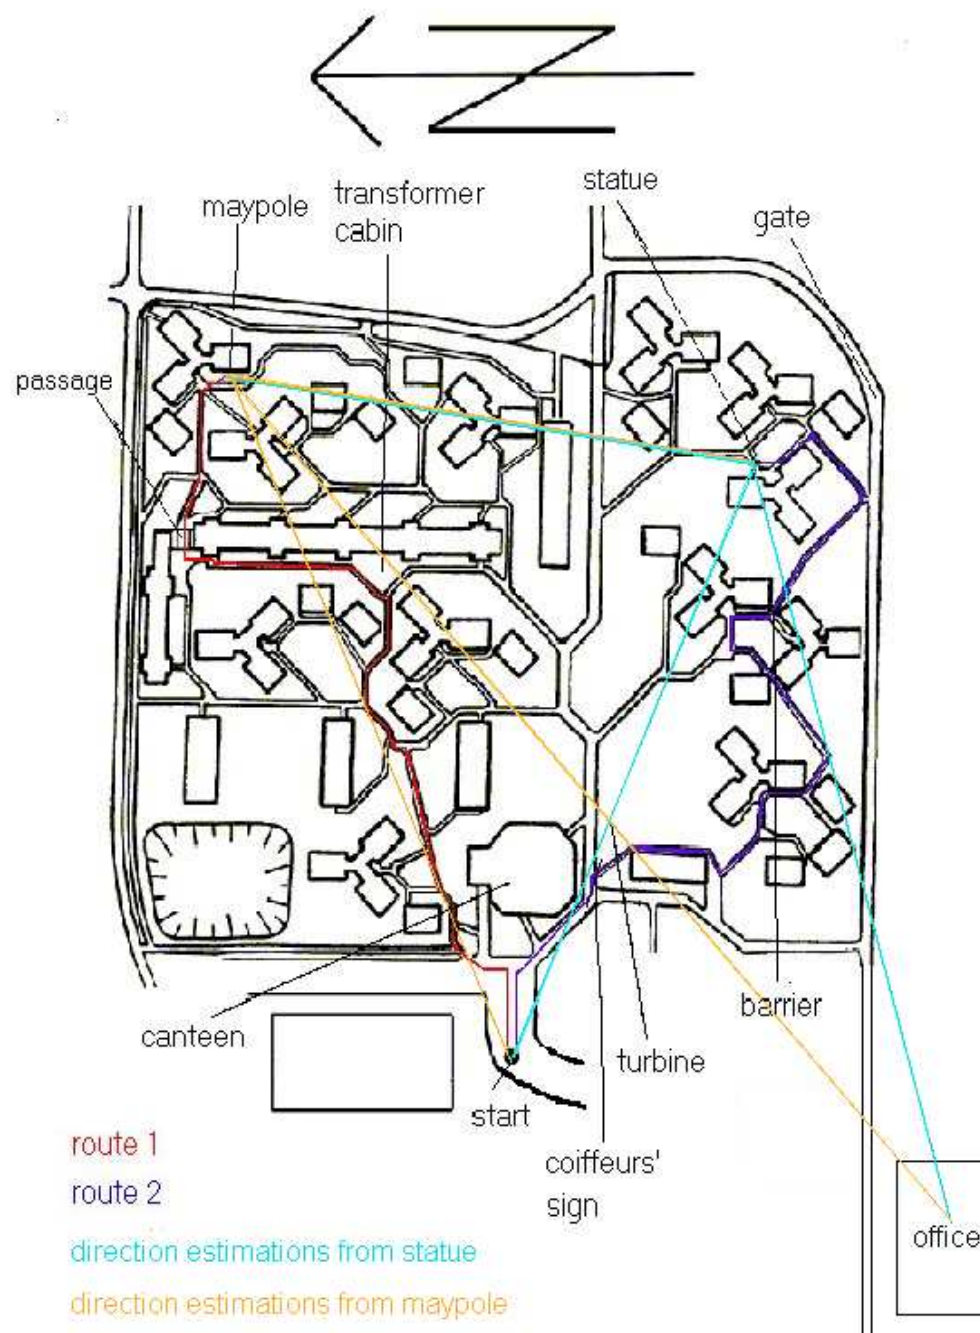 N
statue
transformer
cabin
maypole
gate
passage
barrier
canteen
turbine
start
coiffeurs'
sign
route 1
route 2
office
direction estimations from statue
direction estimations from maypole